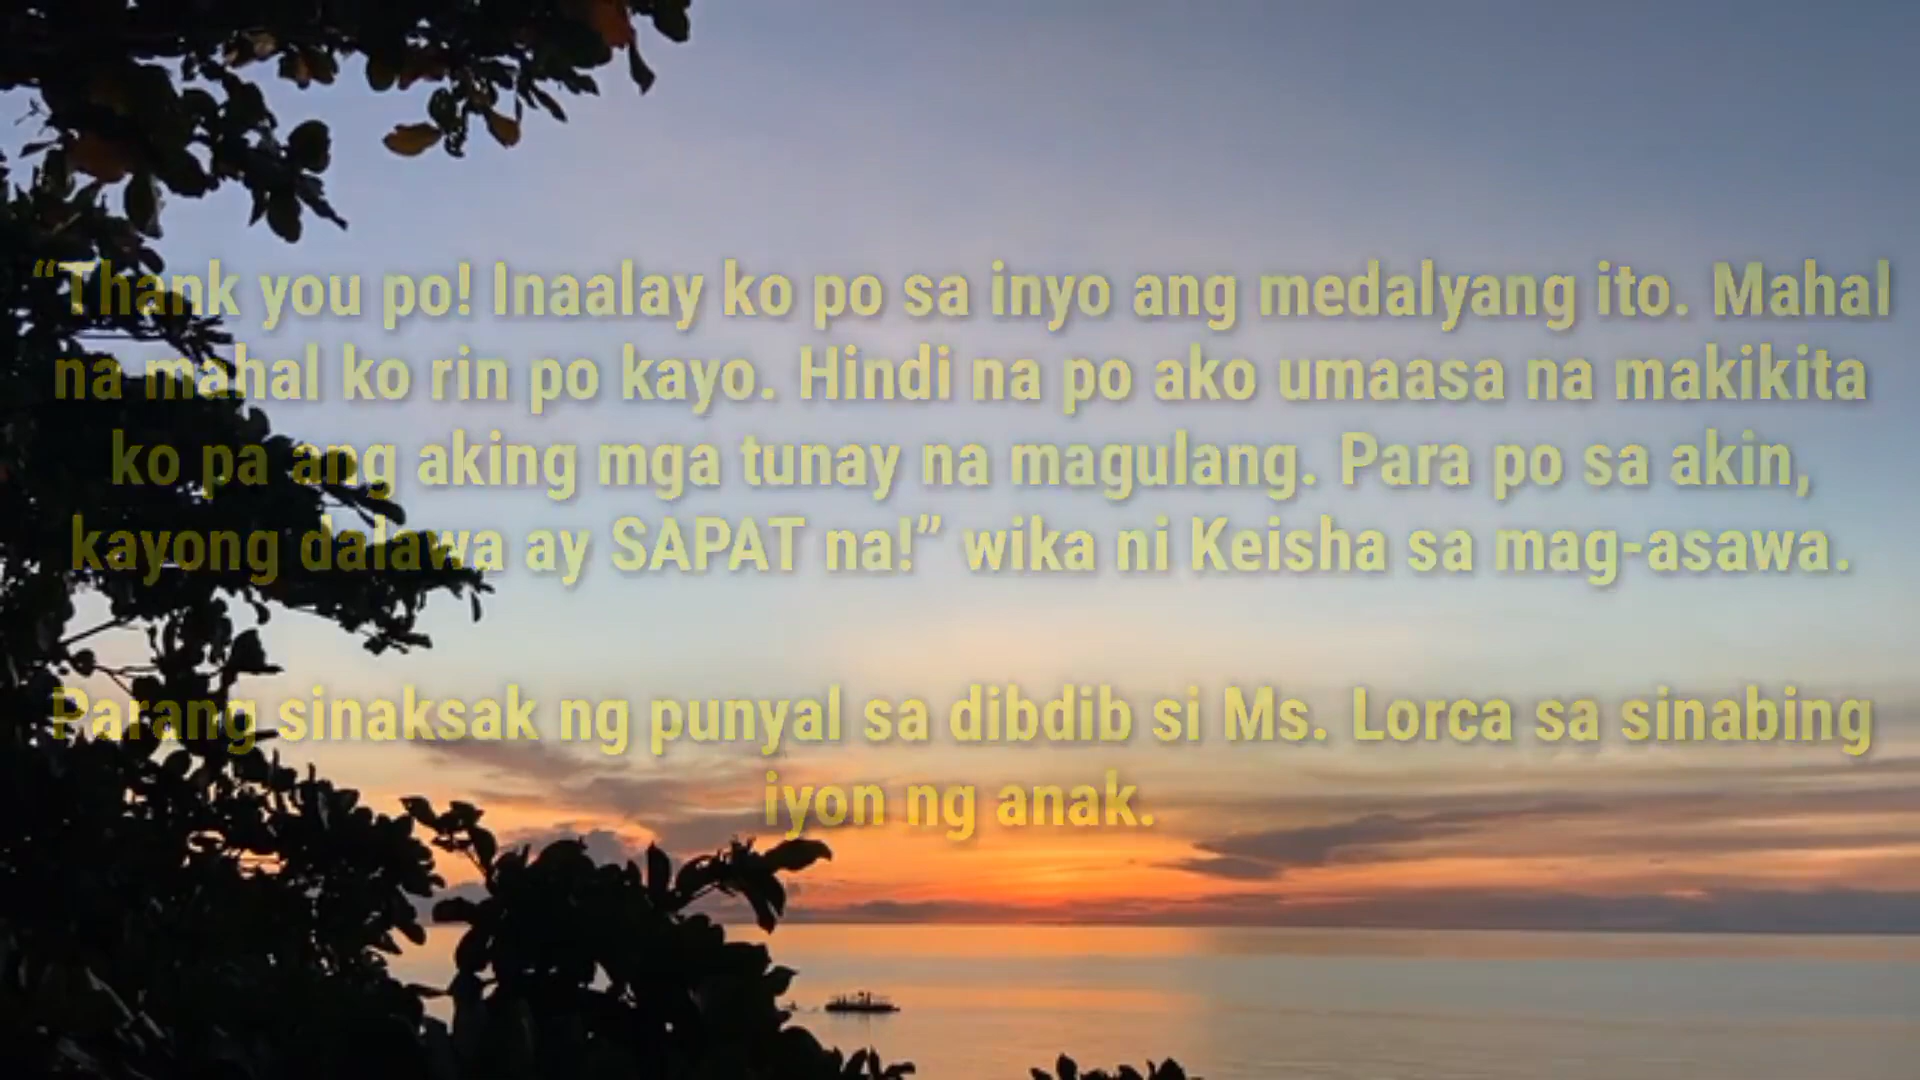 “Thank you po! Inaalay ko po sa inyo ang medalyang ito. Mahal
na mahal ko rin po kayo. Hindi na po ako umaasa na makikita
ko pa ang aking mga tunay na magulang. Para po sa akin,
kayong dalawa ay SAPAT na!” wika ni Keisha sa mag-asawa.
Parang sinaksak ng punyal sa dibdib si Ms. Lorca sa sinabing
iyon ng anak.